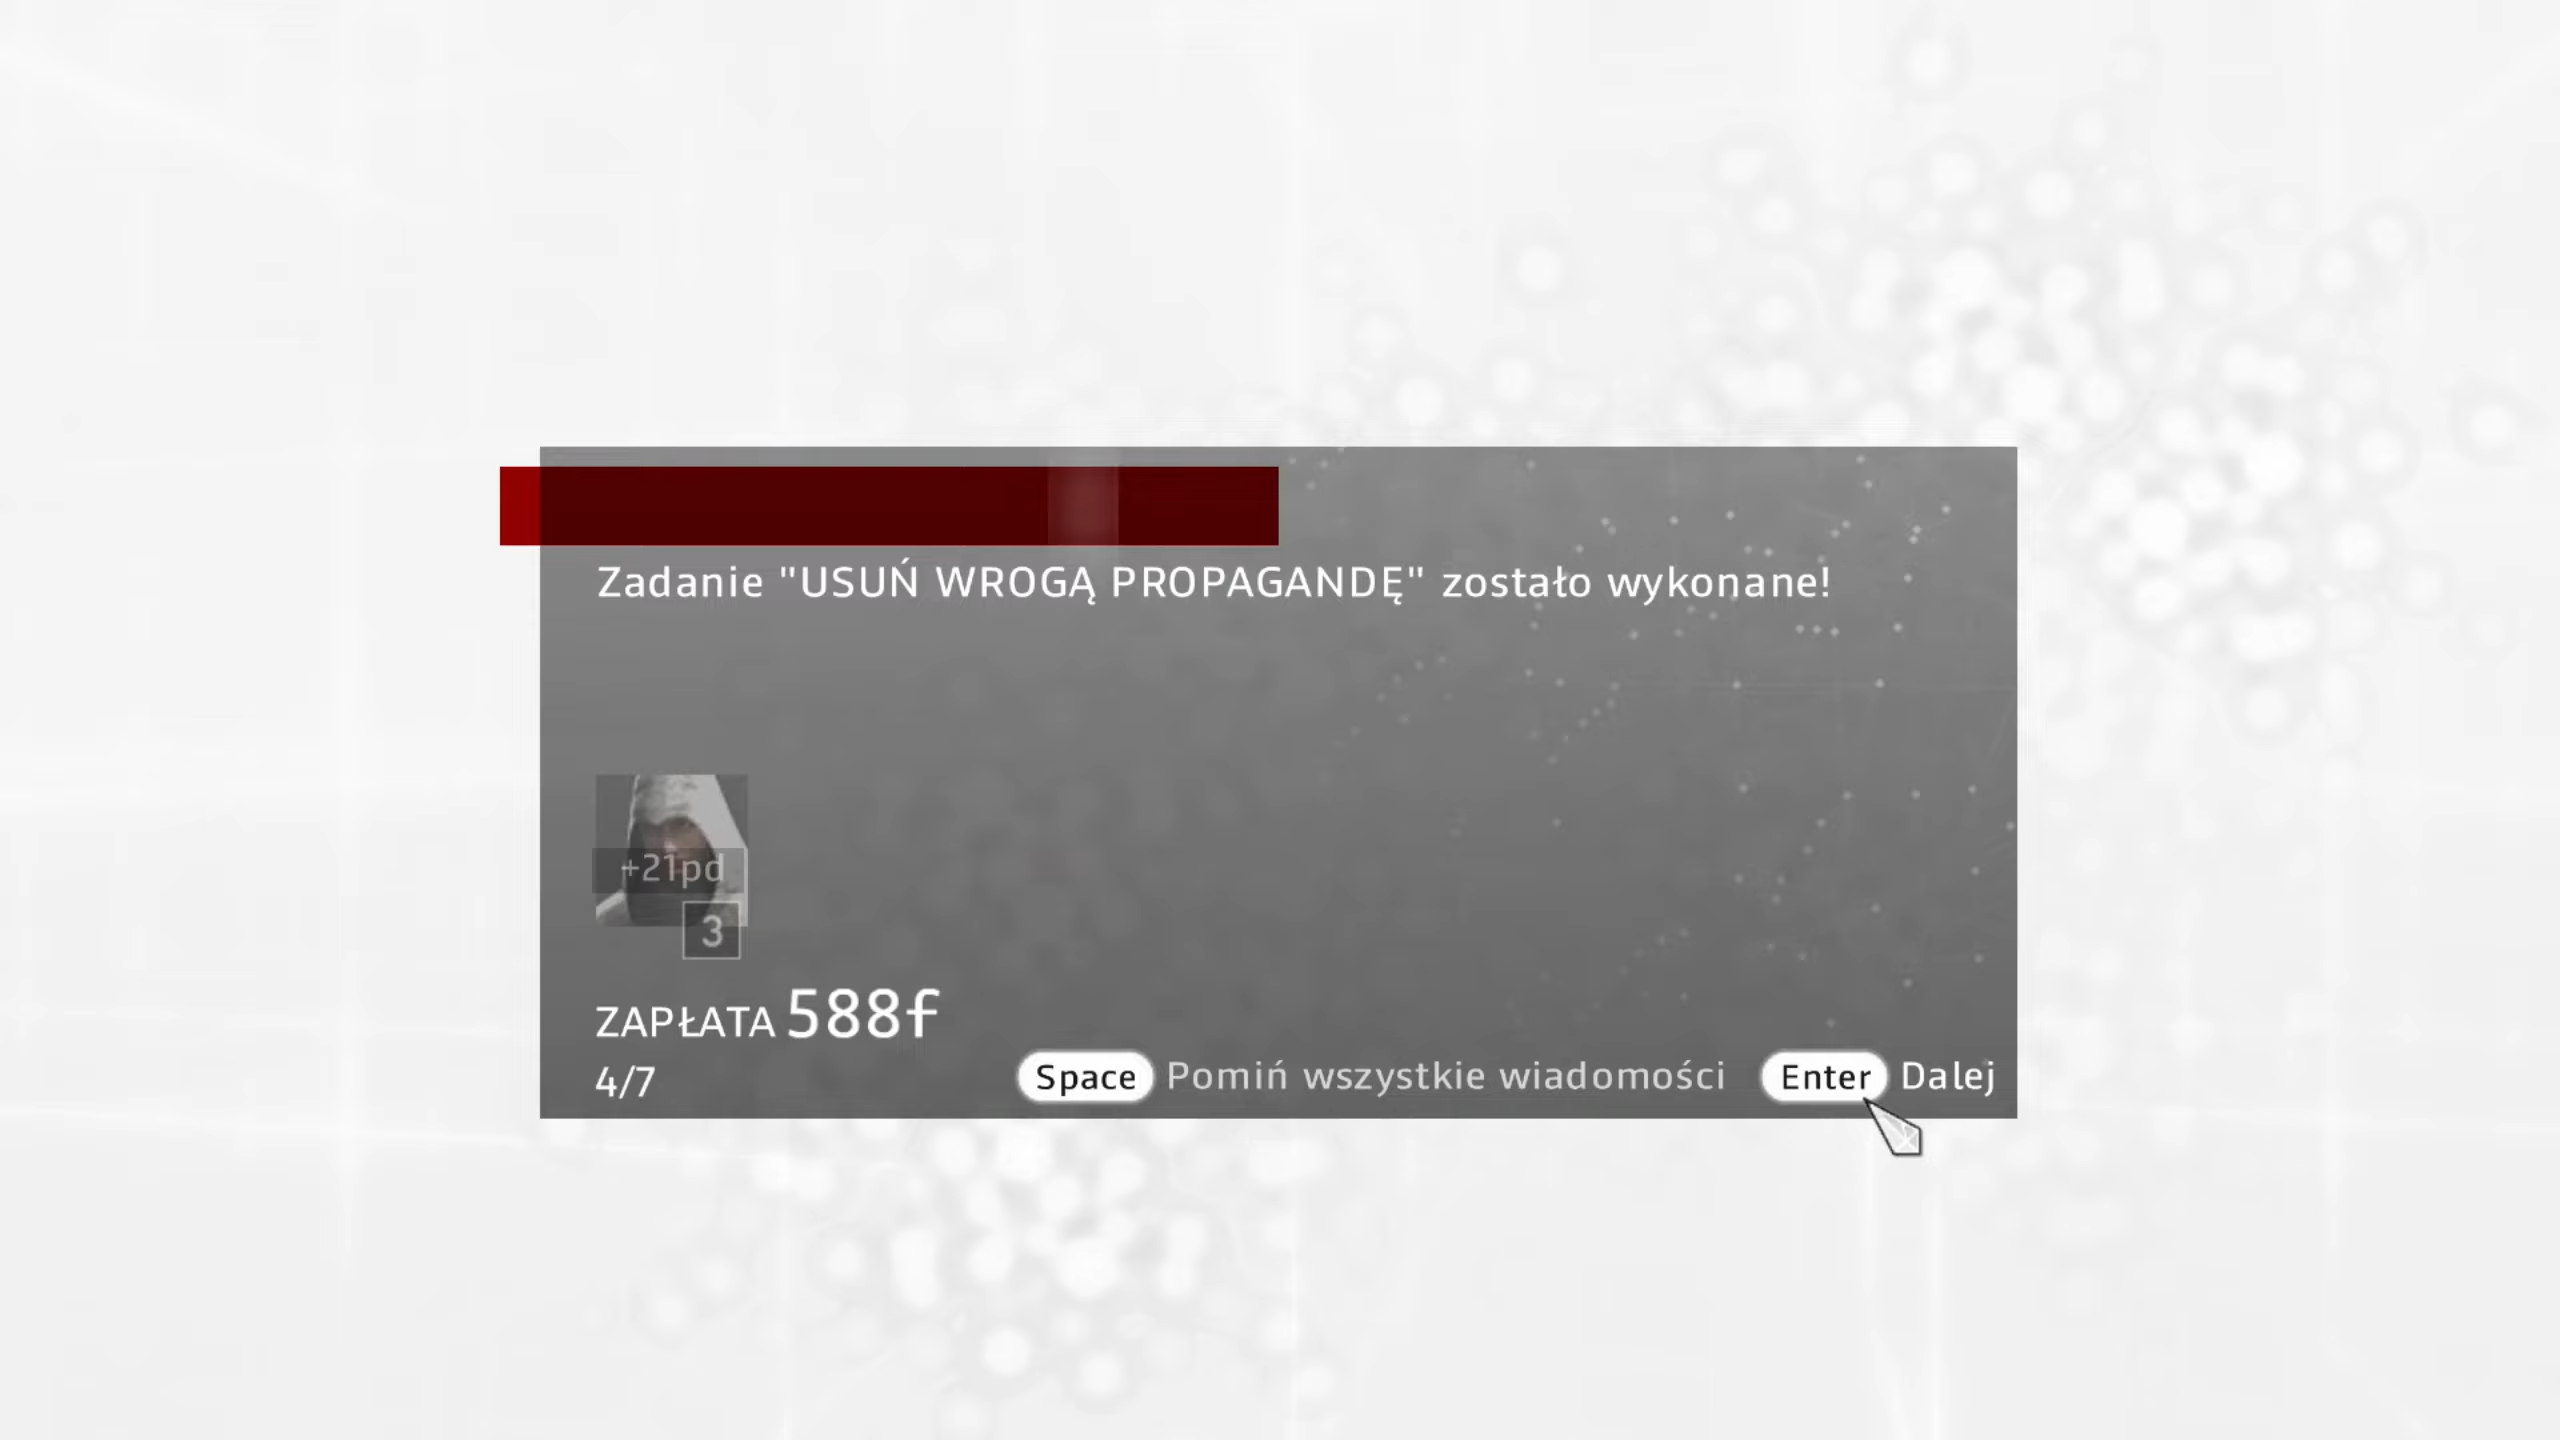 Zadanie "USUŃ WROGĄ PROPAGANDĘ" zostało wykonane!
+21pd
3
ZAPŁATA 588f
4/7
Space Pomiń wszystkie wiadomości Enter Dalej